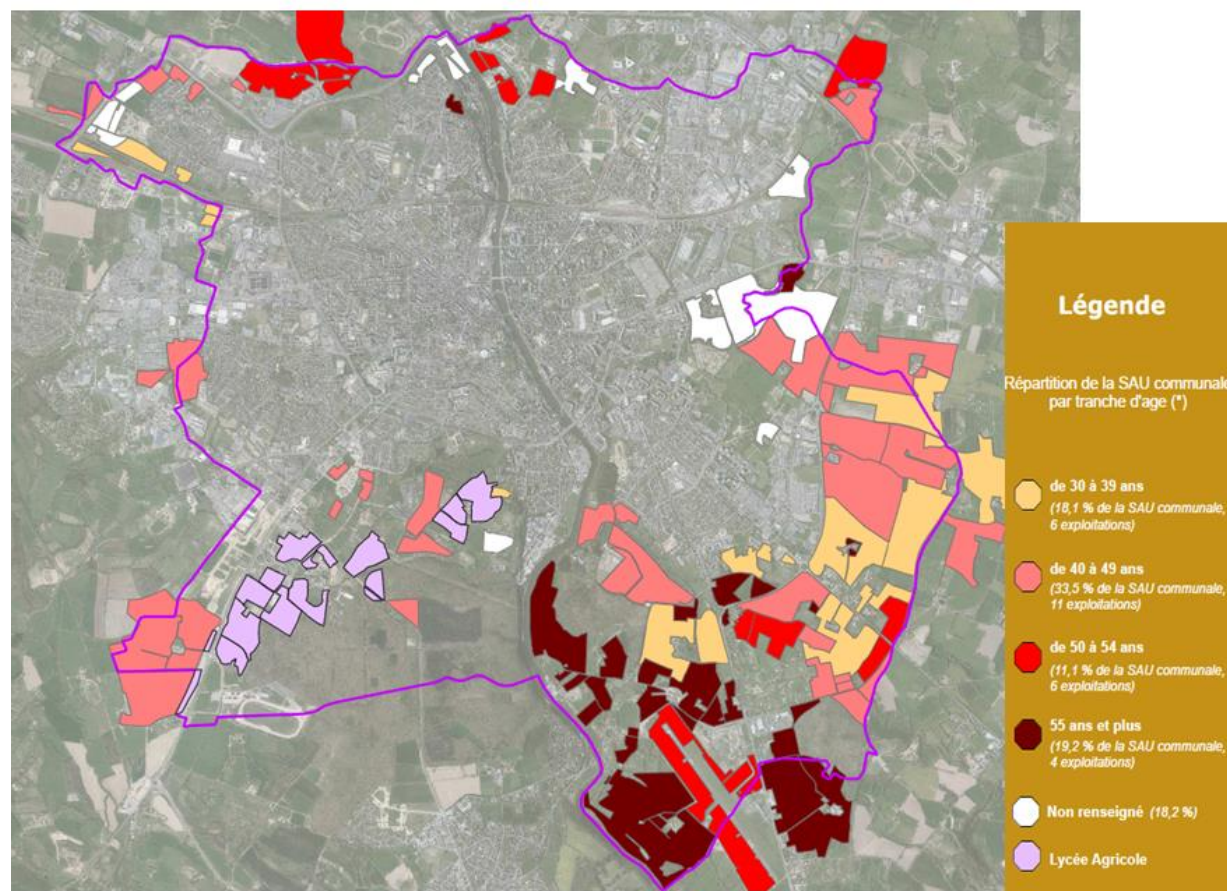 Légende
Répartition de la SAU communale
par tranche d'age (*)
de 30 à 39 ans
(18,1 % de la SAU communale,
6 exploitations)
de 40 à 49 ans
(33,5 % de la SAU communale,
11 exploitations)
de 50 à 54 ans
(11,1 % de la SAU communale,
6 exploitations)
55 ans et plus
(19,2 % de la SAU communale,
4 exploitations)
Non renseigné (18,2 %)
Lycée Agricole